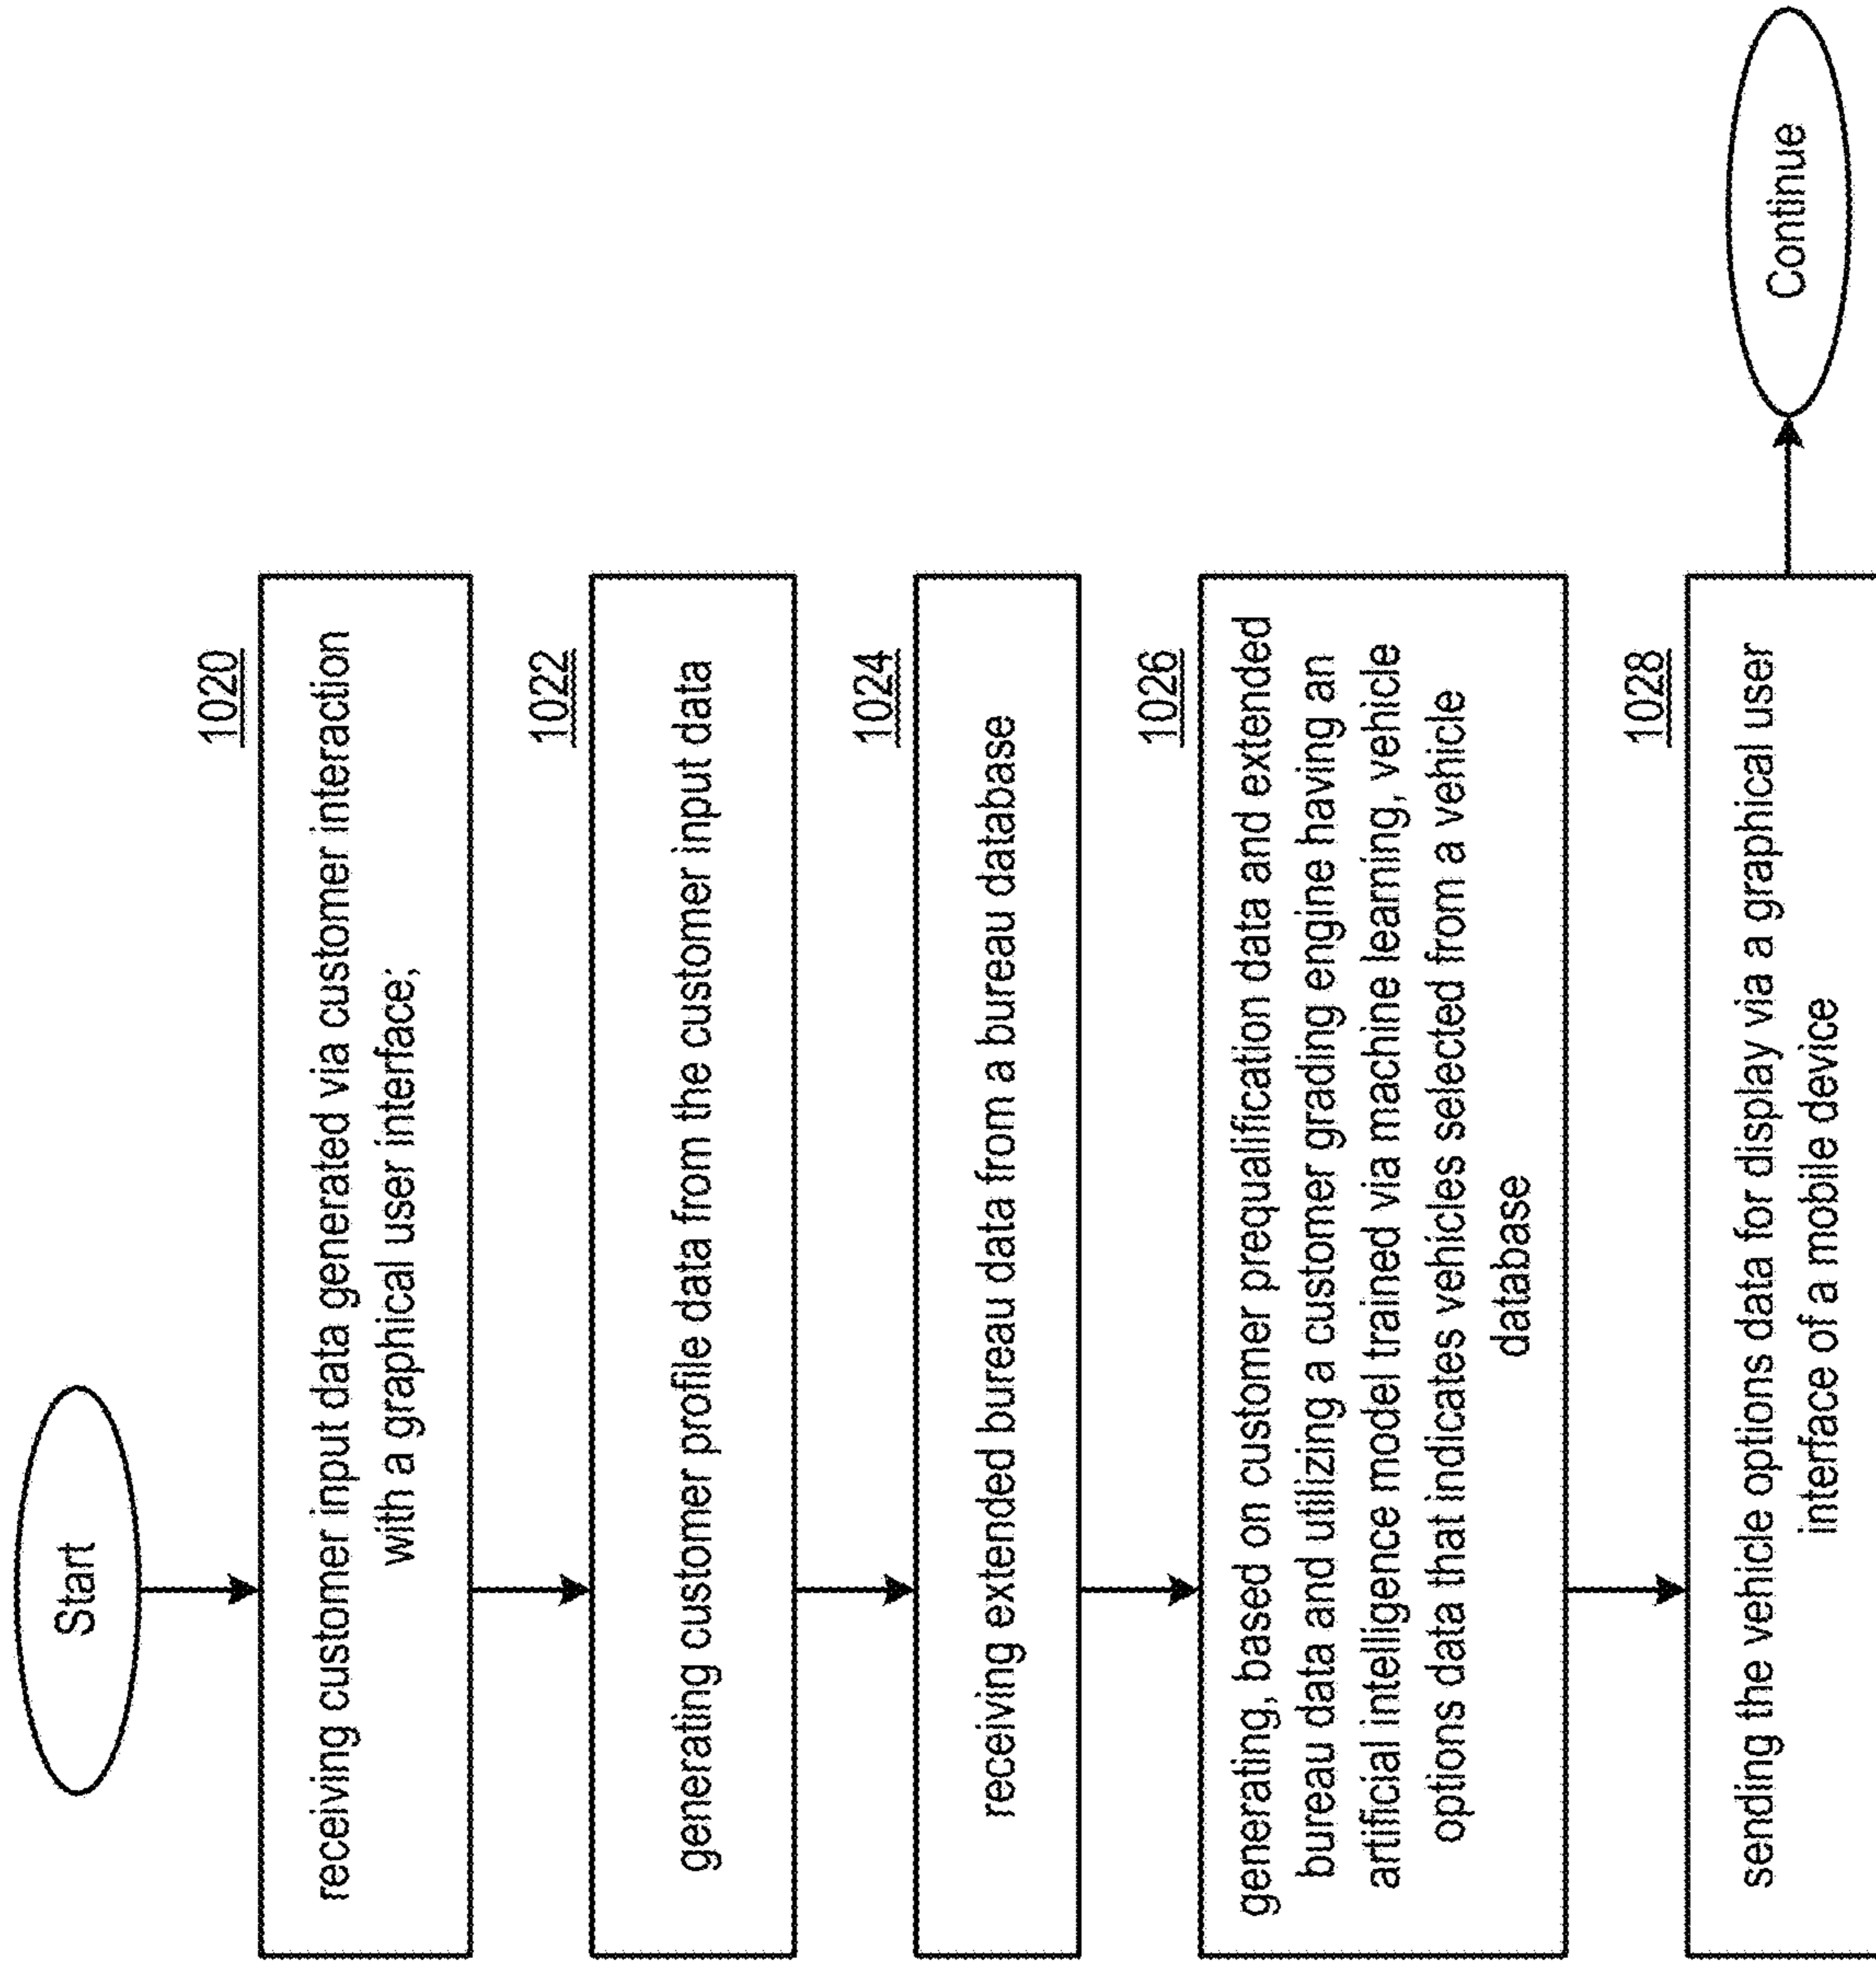 Start
1020
receiving customer input data generated via customer interaction
with a graphical user interface;
1022
generating customer profile data from the customer input data
1024
receiving extended bureau data from a bureau database
1026
generating, based on customer prequalification data and extended
bureau data and utilizing a customer grading engine having an
artificial intelligence model trained via machine learning, vehicle
options data that indicates vehicles selected from a vehicle
database
1028
sending the vehicle options data for display via a graphical user
interface of a mobile device
Continue